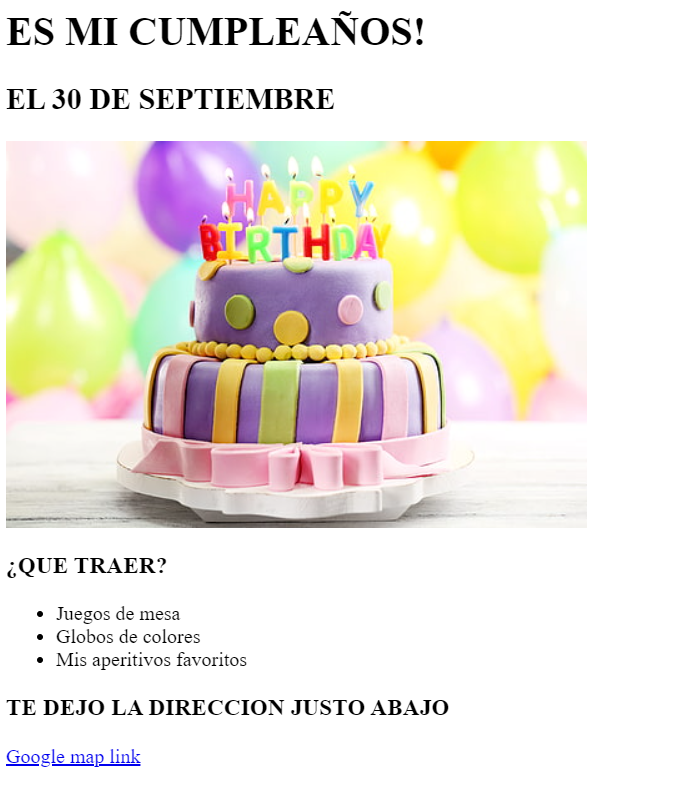 ES MI CUMPLEAÑOS!
EL 30 DE SEPTIEMBRE
HAPPY
BIRTHDAY
¿QUE TRAER?
Juegos de mesa
Globos de colores
Mis aperitivos favoritos
TE DEJO LA DIRECCION JUSTO ABAJO
Google map link